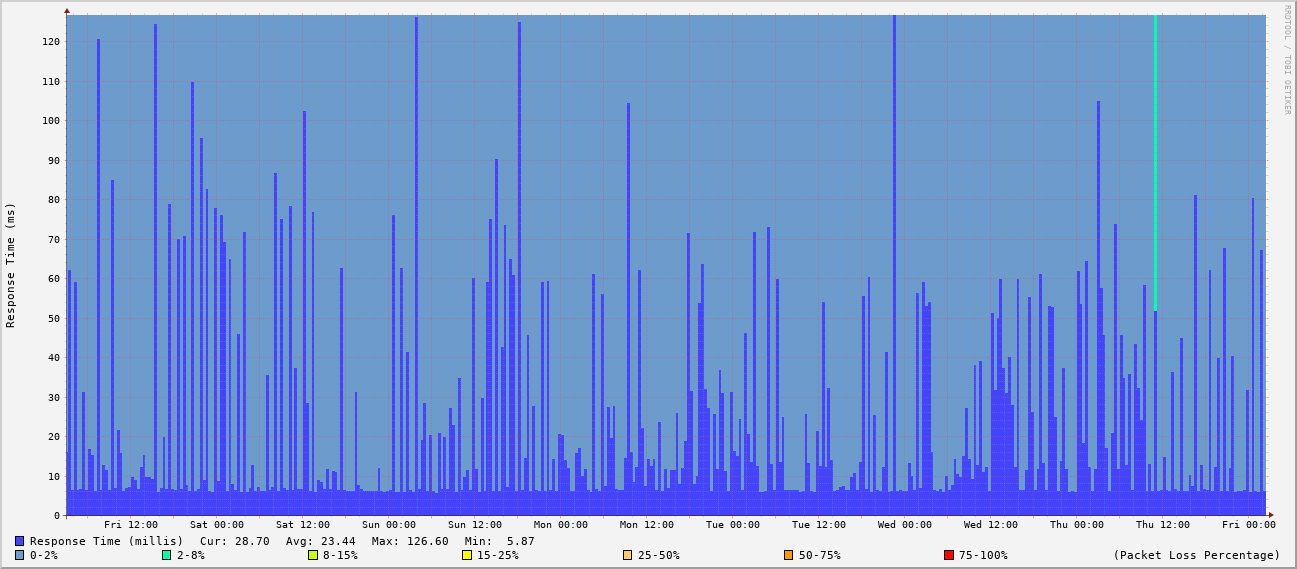 RRDTOOL / TOBI OETIKER
Response Time (ms)
120
110
100
90
80
70
60
50
40
30
20
10
0
Fri 12:00 Sat 00:00 Sat 12:00 Sun 00:00 Sun 12:00 Mon 00:00 Mon 12:00 Tue 00:00 Tue 12:00 Wed 00:00 Wed 12:00 Thu 00:00 Thu 12:00 Fri 00:00
Response Time (millis) Cur: 28.70 Avg: 23.44 Max: 126.60 Min: 5.87
0-2% 2-8% 8-15% 15-25% 25-50% 50-75% 75-100% (Packet Loss Percentage)